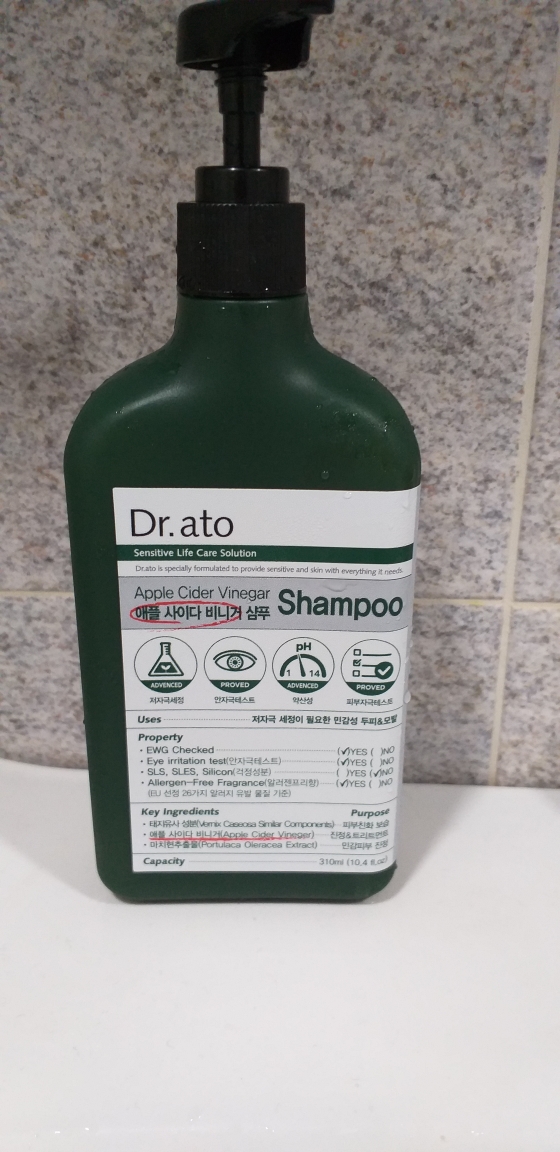 Dr.ato
Sensitive Life Care Solution
Dr.ato is specially formulated to provide sensitive and skin with everything it needs.
Apple Cider Vinegar
애플 사이다 비니거 샴푸 Shampoo
pH
1 14
ADVANCED PROVED ADVANCED PROVED
저자극세정 안자극테스트 약산성 피부자극테스트
Uses 저자극 세정이 필요한 민감성 두피&모발
Property
· EWG Checked (✓)YES ( )NO
· Eye irritation test(안자극테스트) (✓)YES ( )NO
· SLS, SLES, Silicon(걱정성분) ( )YES (✓)NO
· Allergen-Free Fragrance(알러젠프리향) (✓)YES ( )NO
(EU 선정 26가지 알러지 유발 물질 기준)
Key Ingredients Purpose
· 태지유사 성분(Vernix Caseosa Similar Components) 피부친화 보습
· 애플 사이다 비니거(Apple Cider Vinegar) 진정&트리트먼트
· 마치현추출물(Portulaca Oleracea Extract) 민감피부 진정
Capacity 310ml (10.4 fl.oz)